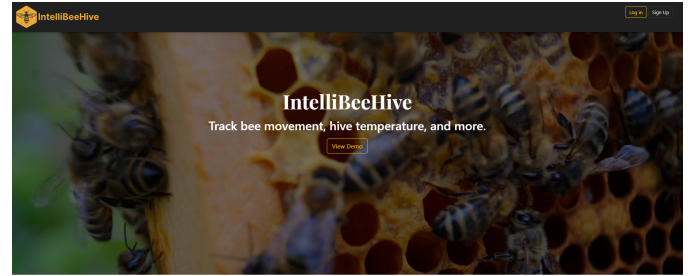 IntelliBeeHive
Log in
Sign Up
IntelliBeeHive
Track bee movement, hive temperature, and more.
View Demo